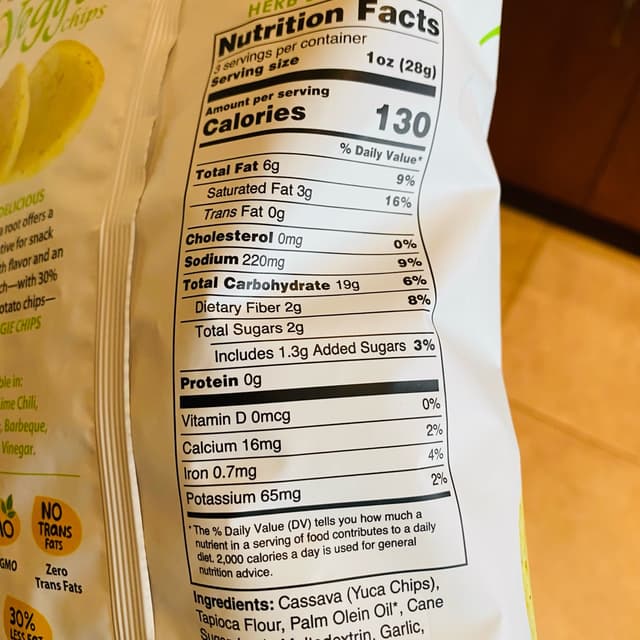 Veggie
chips
DELICIOUS
root offers a
tive for snack
h flavor and an
ch—with 30%
otato chips—
GIE CHIPS
ble in:
ime Chili,
, Barbeque,
Vinegar.
GMO
NO
TRANS
FATS
Zero
Trans Fats
30%
LESS FAT
HERB
Nutrition Facts
3 servings per container
Serving size 1oz (28g)
Amount per serving
Calories 130
% Daily Value*
Total Fat 6g 9%
Saturated Fat 3g 16%
Trans Fat 0g
Cholesterol 0mg 0%
Sodium 220mg 9%
Total Carbohydrate 19g 6%
Dietary Fiber 2g 8%
Total Sugars 2g
Includes 1.3g Added Sugars 3%
Protein 0g
Vitamin D 0mcg 0%
Calcium 16mg 2%
Iron 0.7mg 4%
Potassium 65mg 2%
*The % Daily Value (DV) tells you how much a
nutrient in a serving of food contributes to a daily
diet. 2,000 calories a day is used for general
nutrition advice.
Ingredients: Cassava (Yuca Chips),
Tapioca Flour, Palm Olein Oil*, Cane
Maltodextrin, Garlic,